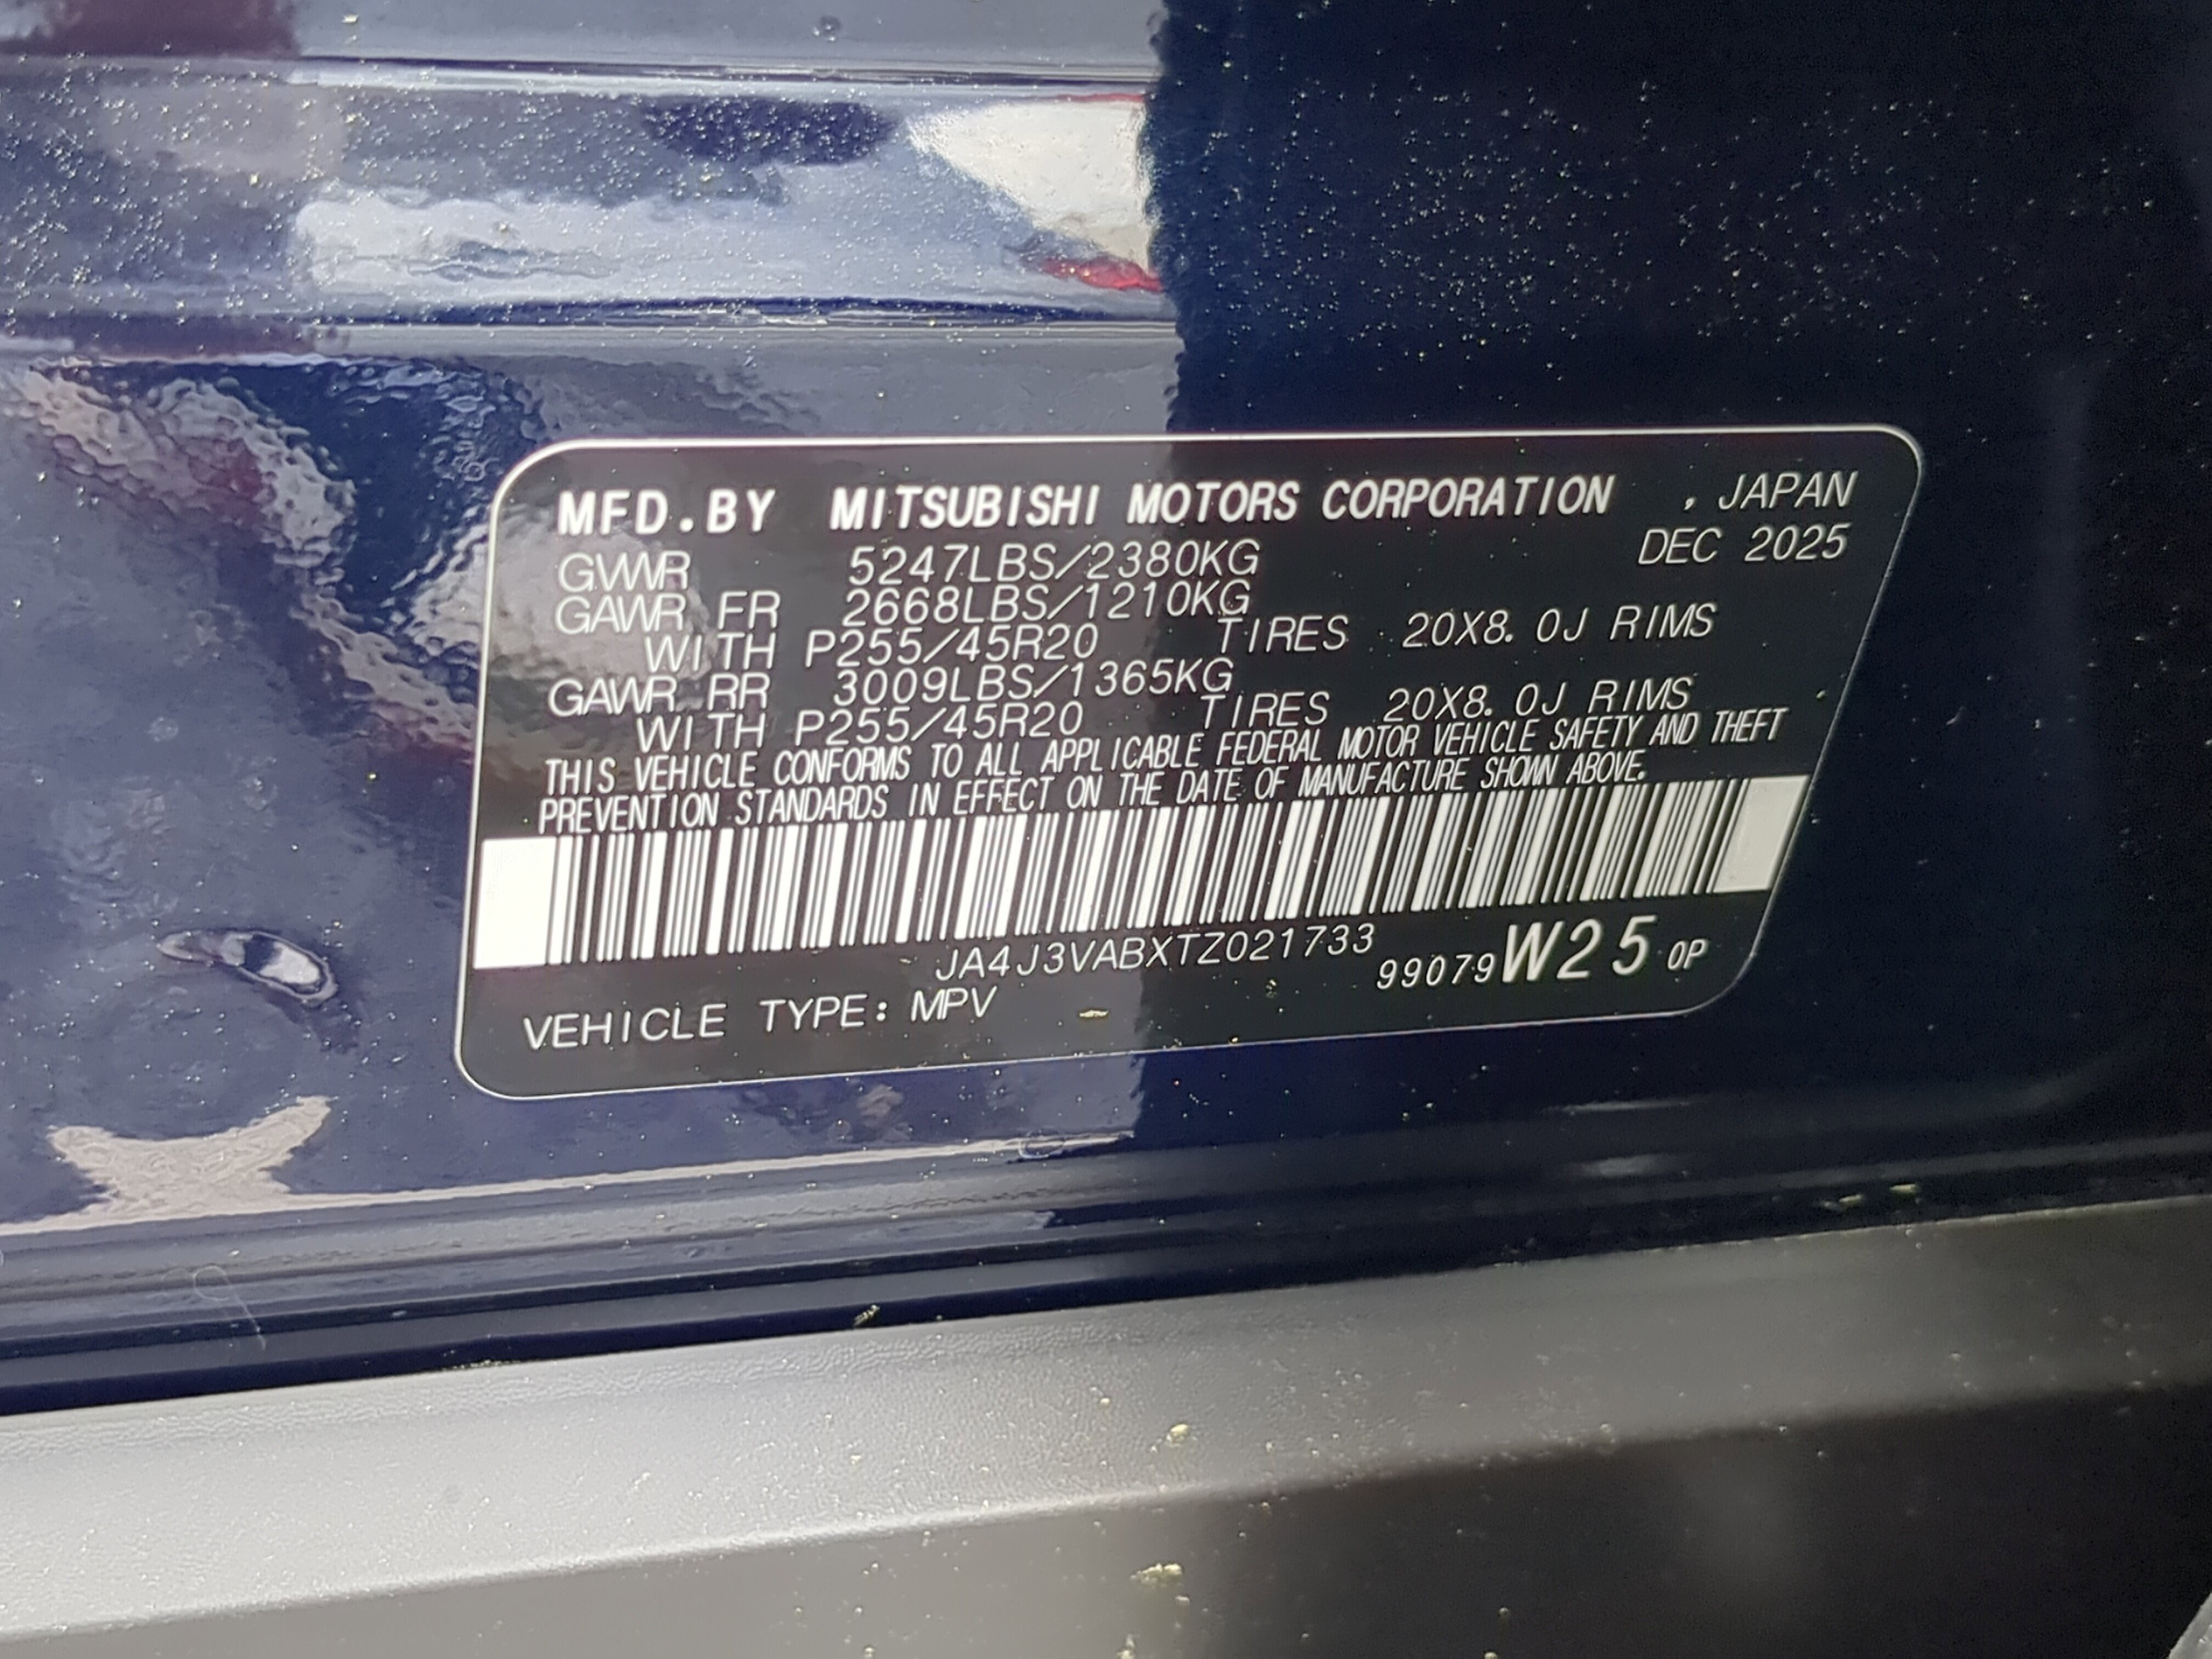 MFD.BY MITSUBISHI MOTORS CORPORATION , JAPAN
DEC 2025
GVWR 5247LBS/2380KG
GAWR FR 2668LBS/1210KG
WITH P255/45R20 TIRES 20X8.0J RIMS
GAWR RR 3009LBS/1365KG
WITH P255/45R20 TIRES 20X8.0J RIMS
THIS VEHICLE CONFORMS TO ALL APPLICABLE FEDERAL MOTOR VEHICLE SAFETY AND THEFT
PREVENTION STANDARDS IN EFFECT ON THE DATE OF MANUFACTURE SHOWN ABOVE.
JA4J3VABXTZ021733
99079W25 0P
VEHICLE TYPE: MPV